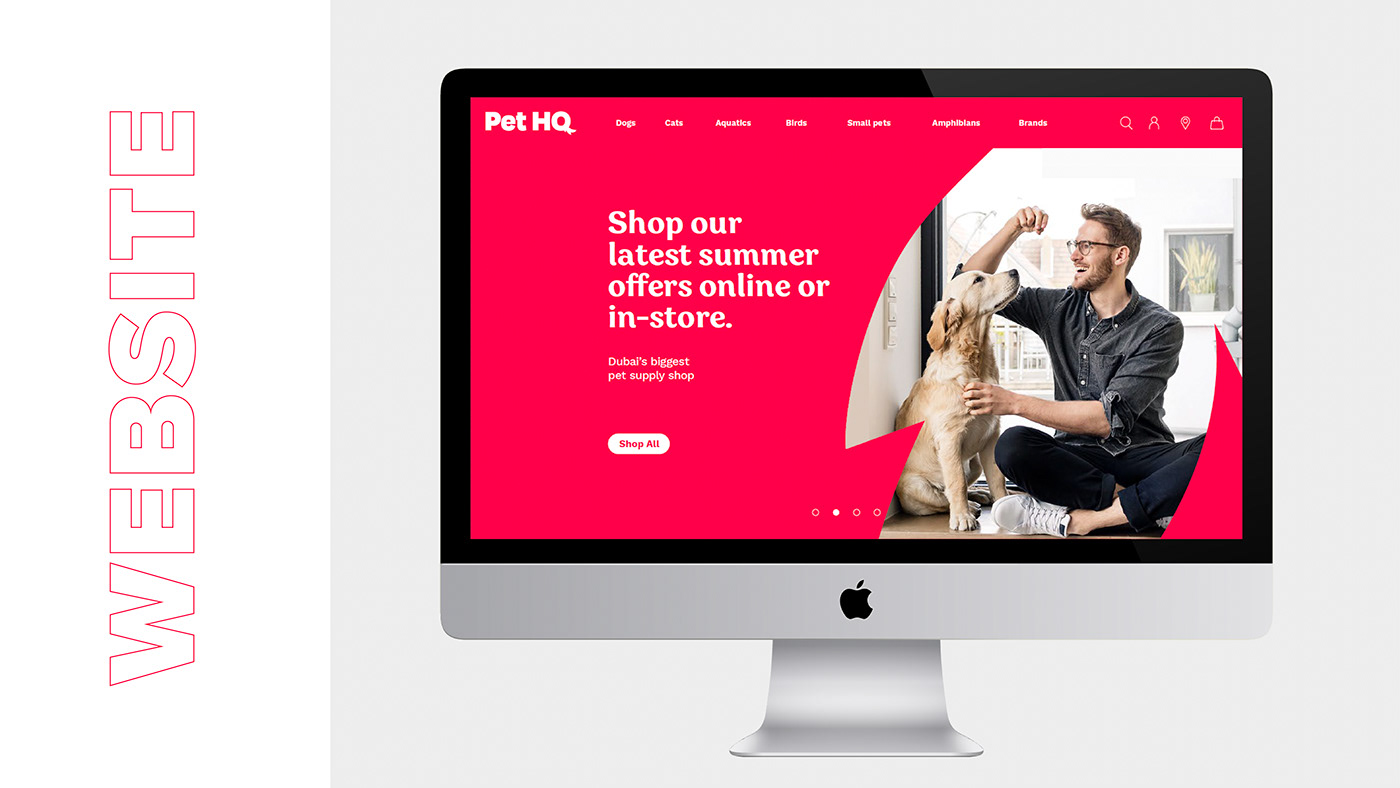 WEBSITE
Pet HQ
Dogs Cats Aquatics Birds Small pets Amphibians Brands
Shop our
latest summer
offers online or
in-store.
Dubai's biggest
pet supply shop
Shop All